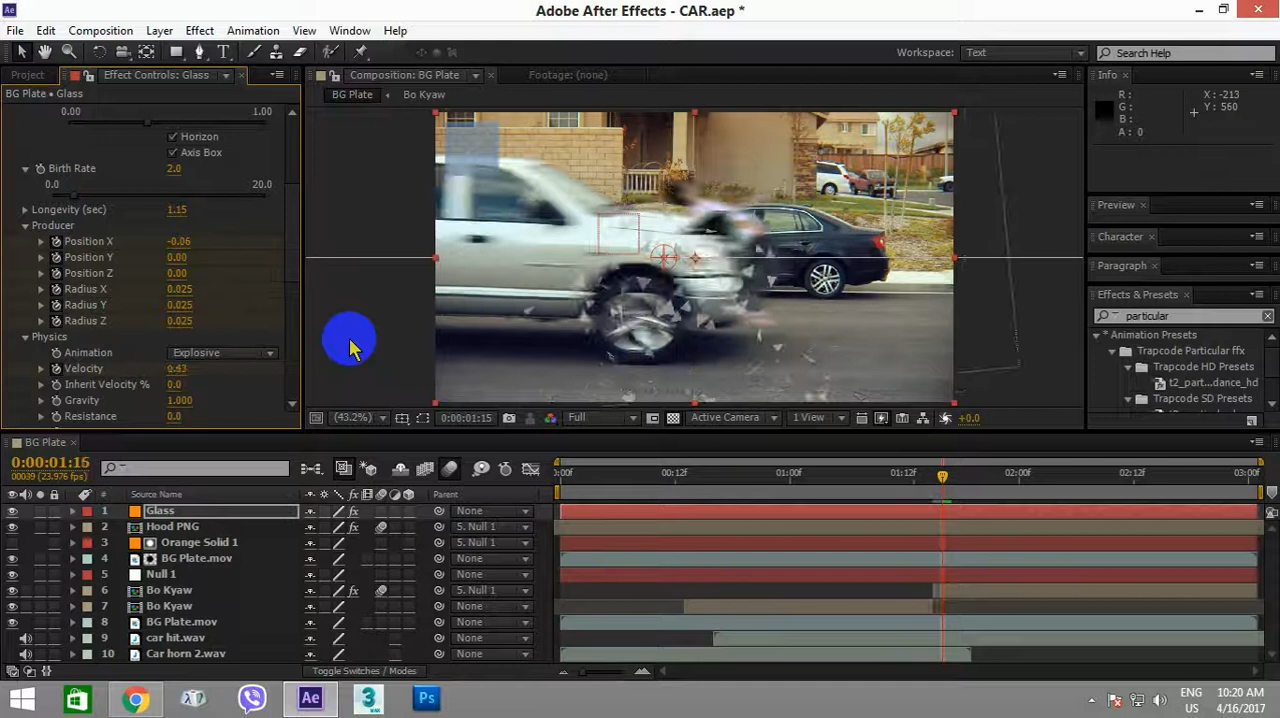 Ae
Adobe After Effects - CAR.aep *
File Edit Composition Layer Effect Animation View Window Help
Workspace: Text Search Help
Project Effect Controls: Glass Composition: BG Plate Footage: (none) Info
BG Plate • Glass BG Plate Bo Kyaw
R : X : -213
G : Y : 560
B :
A : 0
0.00 1.00
Horizon
Axis Box
Birth Rate 2.0
0.0 20.0
Longevity (sec) 1.15
Producer
Position X -0.06
Position Y 0.00
Position Z 0.00
Radius X 0.025
Radius Y 0.025
Radius Z 0.025
Physics
Animation Explosive
Velocity 0.43
Inherit Velocity % 0.0
Gravity 1.000
Resistance 0.0
Preview
Character
Paragraph
Effects & Presets
particular
* Animation Presets
Trapcode Particular ffx
Trapcode HD Presets
t2_part...dance_hd
Trapcode SD Presets
(43.2%) 0:00:01:15 Full Active Camera 1 View +0.0
BG Plate
0:00:01:15
00039 (23.976 fps)
:00f 00:12f 01:00f 01:12f 02:00f 02:12f 03:00f
# Source Name Parent
1 Glass None
2 Hood PNG 5. Null 1
3 Orange Solid 1 5. Null 1
4 BG Plate.mov None
5 Null 1 None
6 Bo Kyaw 5. Null 1
7 Bo Kyaw None
8 BG Plate.mov None
9 car hit.wav None
10 Car horn 2.wav None
Toggle Switches / Modes
Ae 3 MAX Ps
ENG 10:20 AM
US 4/16/2017